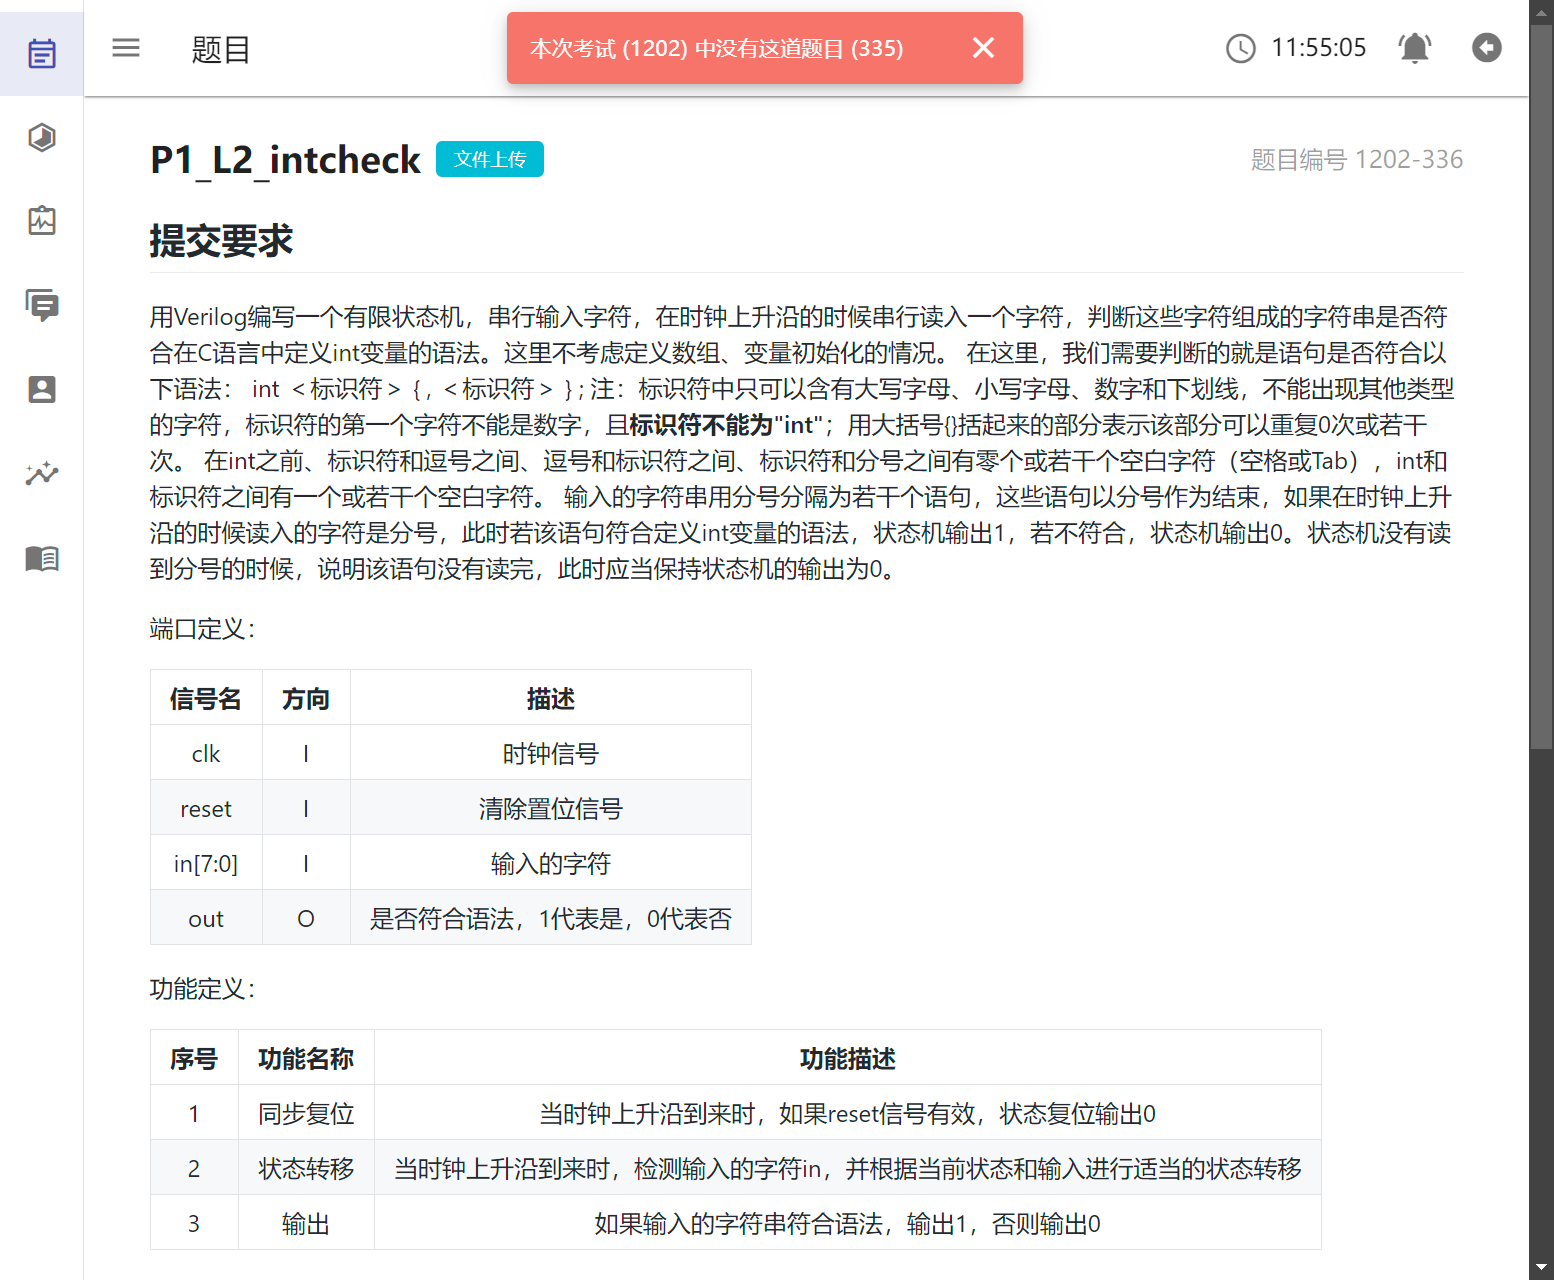 题目
本次考试 (1202) 中没有这道题目 (335)
11:55:05
P1_L2_intcheck
文件上传
题目编号 1202-336
提交要求
用Verilog编写一个有限状态机，串行输入字符，在时钟上升沿的时候串行读入一个字符，判断这些字符组成的字符串是否符
合在C语言中定义int变量的语法。这里不考虑定义数组、变量初始化的情况。 在这里，我们需要判断的就是语句是否符合以
下语法： int ＜标识符＞ { , ＜标识符＞ } ; 注：标识符中只可以含有大写字母、小写字母、数字和下划线，不能出现其他类型
的字符，标识符的第一个字符不能是数字，且标识符不能为"int"；用大括号{}括起来的部分表示该部分可以重复0次或若干
次。 在int之前、标识符和逗号之间、逗号和标识符之间、标识符和分号之间有零个或若干个空白字符（空格或Tab），int和
标识符之间有一个或若干个空白字符。 输入的字符串用分号分隔为若干个语句，这些语句以分号作为结束，如果在时钟上升
沿的时候读入的字符是分号，此时若该语句符合定义int变量的语法，状态机输出1，若不符合，状态机输出0。状态机没有读
到分号的时候，说明该语句没有读完，此时应当保持状态机的输出为0。
端口定义：
信号名 方向 描述
clk I 时钟信号
reset I 清除置位信号
in[7:0] I 输入的字符
out O 是否符合语法，1代表是，0代表否
功能定义：
序号 功能名称 功能描述
1 同步复位 当时钟上升沿到来时，如果reset信号有效，状态复位输出0
2 状态转移 当时钟上升沿到来时，检测输入的字符in，并根据当前状态和输入进行适当的状态转移
3 输出 如果输入的字符串符合语法，输出1，否则输出0